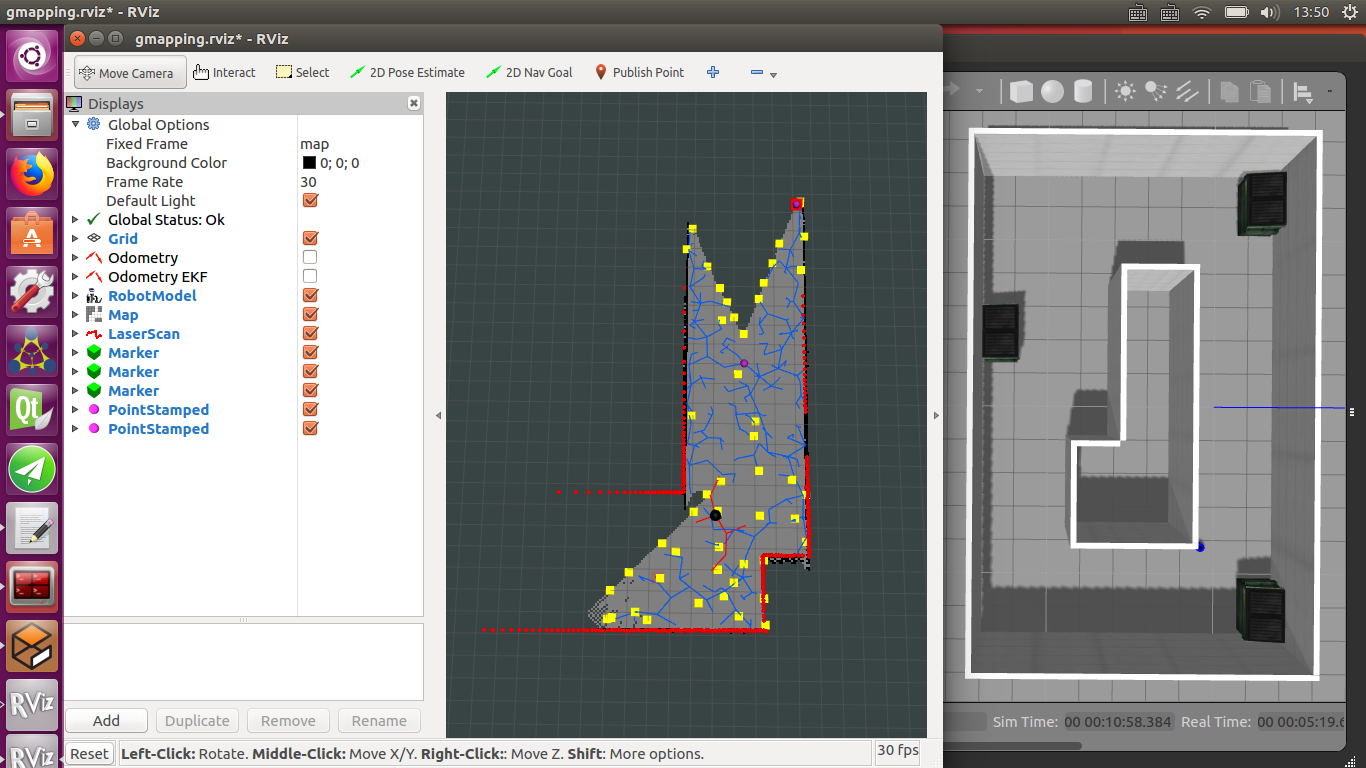 gmapping.rviz* - RViz
13:50
gmapping.rviz* - RViz
Move Camera Interact Select 2D Pose Estimate 2D Nav Goal Publish Point
Displays
Global Options
Fixed Frame map
Background Color 0; 0; 0
Frame Rate 30
Default Light
Global Status: Ok
Grid
Odometry
Odometry EKF
RobotModel
Map
LaserScan
Marker
Marker
Marker
PointStamped
PointStamped
Add Duplicate Remove Rename
Reset Left-Click: Rotate. Middle-Click: Move X/Y. Right-Click:: Move Z. Shift: More options. 30 fps
Sim Time: 00 00:10:58.384 Real Time: 00 00:05:19.6
Qt
RViz
RViz